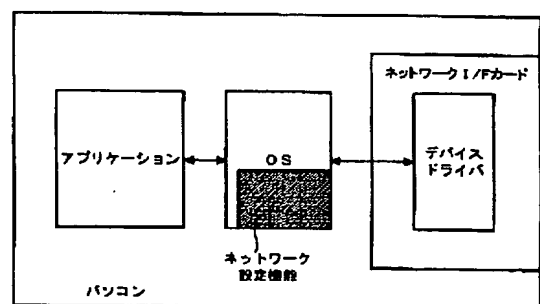 ネットワークI/Fカード
アプリケーション
OS
デバイス
ドライバ
ネットワーク
設定機能
パソコン